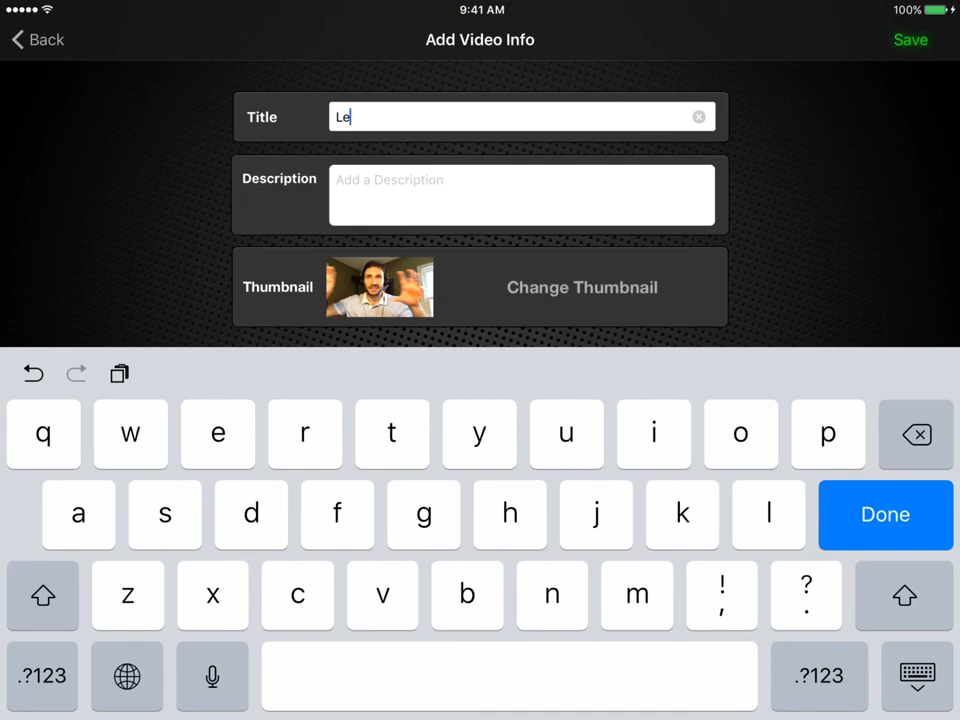 9:41 AM
100%
Back
Add Video Info
Save
Title
Le
Description
Add a Description
Thumbnail
Change Thumbnail
q w e r t y u i o p
a s d f g h j k l Done
z x c v b n m ! , ? .
.?123 .?123